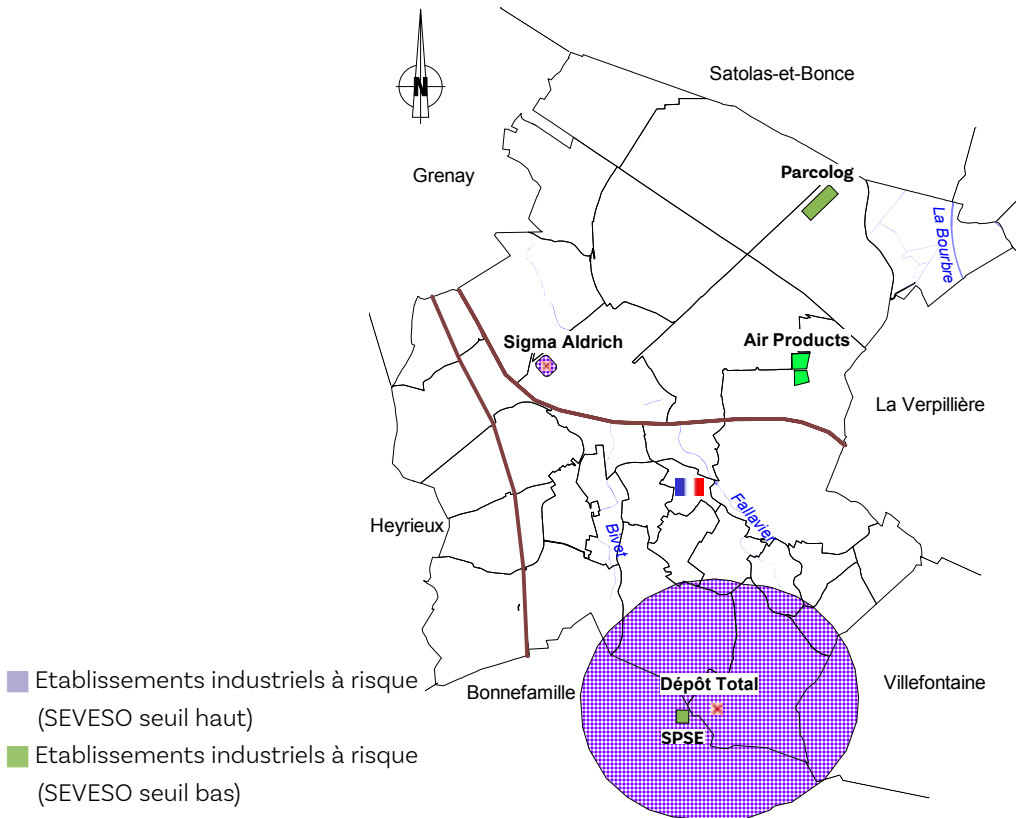 Satolas-et-Bonce
N
Grenay
Parcolog
La Bourbre
Sigma Aldrich
Air Products
La Verpillière
Heyrieux
Bivet
Fallavier
Etablissements industriels à risque
(SEVESO seuil haut)
Bonnefamille
Dépôt Total
Villefontaine
SPSE
Etablissements industriels à risque
(SEVESO seuil bas)